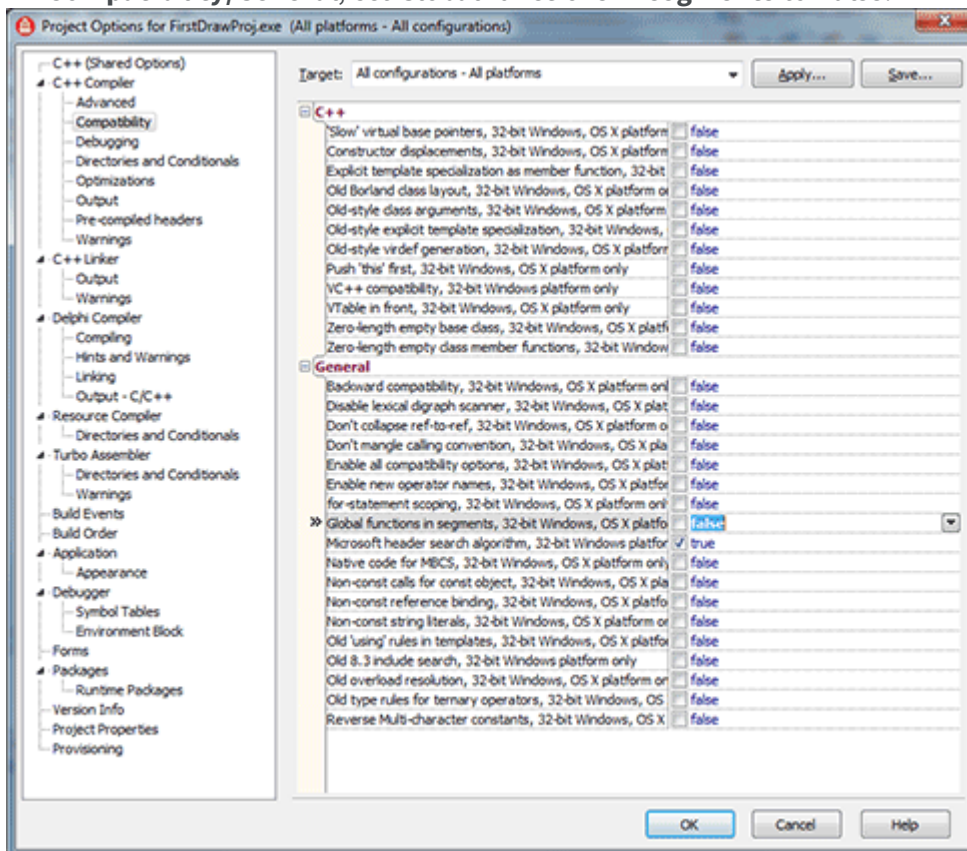 Project Options for FirstDrawProj.exe (All platforms - All configurations)
C++ (Shared Options)
C++ Compiler
Advanced
Compatibility
Debugging
Directories and Conditionals
Optimizations
Output
Pre-compiled headers
Warnings
C++ Linker
Output
Warnings
Delphi Compiler
Compiling
Hints and Warnings
Linking
Output - C/C++
Resource Compiler
Directories and Conditionals
Turbo Assembler
Directories and Conditionals
Warnings
Build Events
Build Order
Application
Appearance
Debugger
Symbol Tables
Environment Block
Forms
Packages
Runtime Packages
Version Info
Project Properties
Provisioning
Target: All configurations - All platforms
Apply... Save...
C++
'Slow' virtual base pointers, 32-bit Windows, OS X platform false
Constructor displacements, 32-bit Windows, OS X platform false
Explicit template specialization as member function, 32-bit false
Old Borland class layout, 32-bit Windows, OS X platform false
Old-style class arguments, 32-bit Windows, OS X platform false
Old-style explicit template specialization, 32-bit Windows, false
Old-style virdef generation, 32-bit Windows, OS X platform false
Push 'this' first, 32-bit Windows, OS X platform only false
VC++ compatibility, 32-bit Windows platform only false
VTable in front, 32-bit Windows, OS X platform only false
Zero-length empty base class, 32-bit Windows, OS X platf false
Zero-length empty class member functions, 32-bit Window false
General
Backward compatibility, 32-bit Windows, OS X platform onl false
Disable lexical digraph scanner, 32-bit Windows, OS X plat false
Don't collapse ref-to-ref, 32-bit Windows, OS X platform o false
Don't mangle calling convention, 32-bit Windows, OS X pla false
Enable all compatibility options, 32-bit Windows, OS X plat false
Enable new operator names, 32-bit Windows, OS X platfor false
for-statement scoping, 32-bit Windows, OS X platform onl false
» Global functions in segments, 32-bit Windows, OS X platfo false
Microsoft header search algorithm, 32-bit Windows platfor true
Native code for MBCS, 32-bit Windows, OS X platform only false
Non-const calls for const object, 32-bit Windows, OS X pla false
Non-const reference binding, 32-bit Windows, OS X platfo false
Non-const string literals, 32-bit Windows, OS X platform or false
Old 'using' rules in templates, 32-bit Windows, OS X platfor false
Old 8.3 include search, 32-bit Windows platform only false
Old overload resolution, 32-bit Windows, OS X platform or false
Old type rules for ternary operators, 32-bit Windows, OS false
Reverse Multi-character constants, 32-bit Windows, OS X false
OK Cancel Help